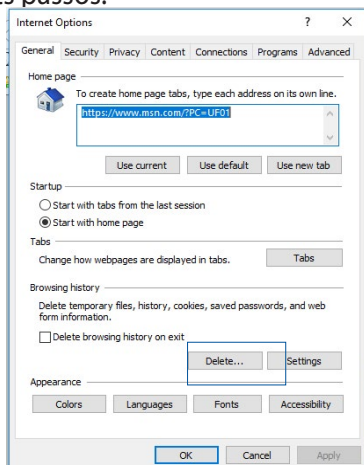 passos:
Internet Options ? X
General Security Privacy Content Connections Programs Advanced
Home page
To create home page tabs, type each address on its own line.
https://www.msn.com/?PC=UF01
Use current Use default Use new tab
Startup
Start with tabs from the last session
Start with home page
Tabs
Change how webpages are displayed in tabs. Tabs
Browsing history
Delete temporary files, history, cookies, saved passwords, and web
form information.
Delete browsing history on exit
Delete... Settings
Appearance
Colors Languages Fonts Accessibility
OK Cancel Apply